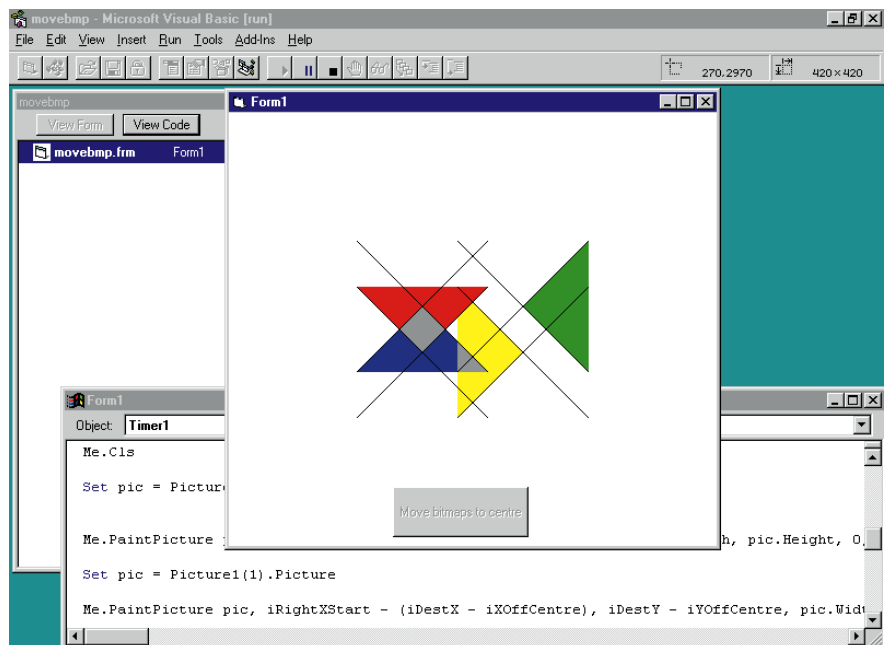 movebmp - Microsoft Visual Basic [run]
File Edit View Insert Run Tools Add-Ins Help
270,2970 420×420
movebmp
View Form View Code
movebmp.frm Form1
Form1
Move bitmaps to centre
Form1
Object: Timer1
Me.Cls
Set pic = Pictur
Me.PaintPicture h, pic.Height, 0,
Set pic = Picture1(1).Picture
Me.PaintPicture pic, iRightXStart - (iDestX - iXOffCentre), iDestY - iYOffCentre, pic.Widt